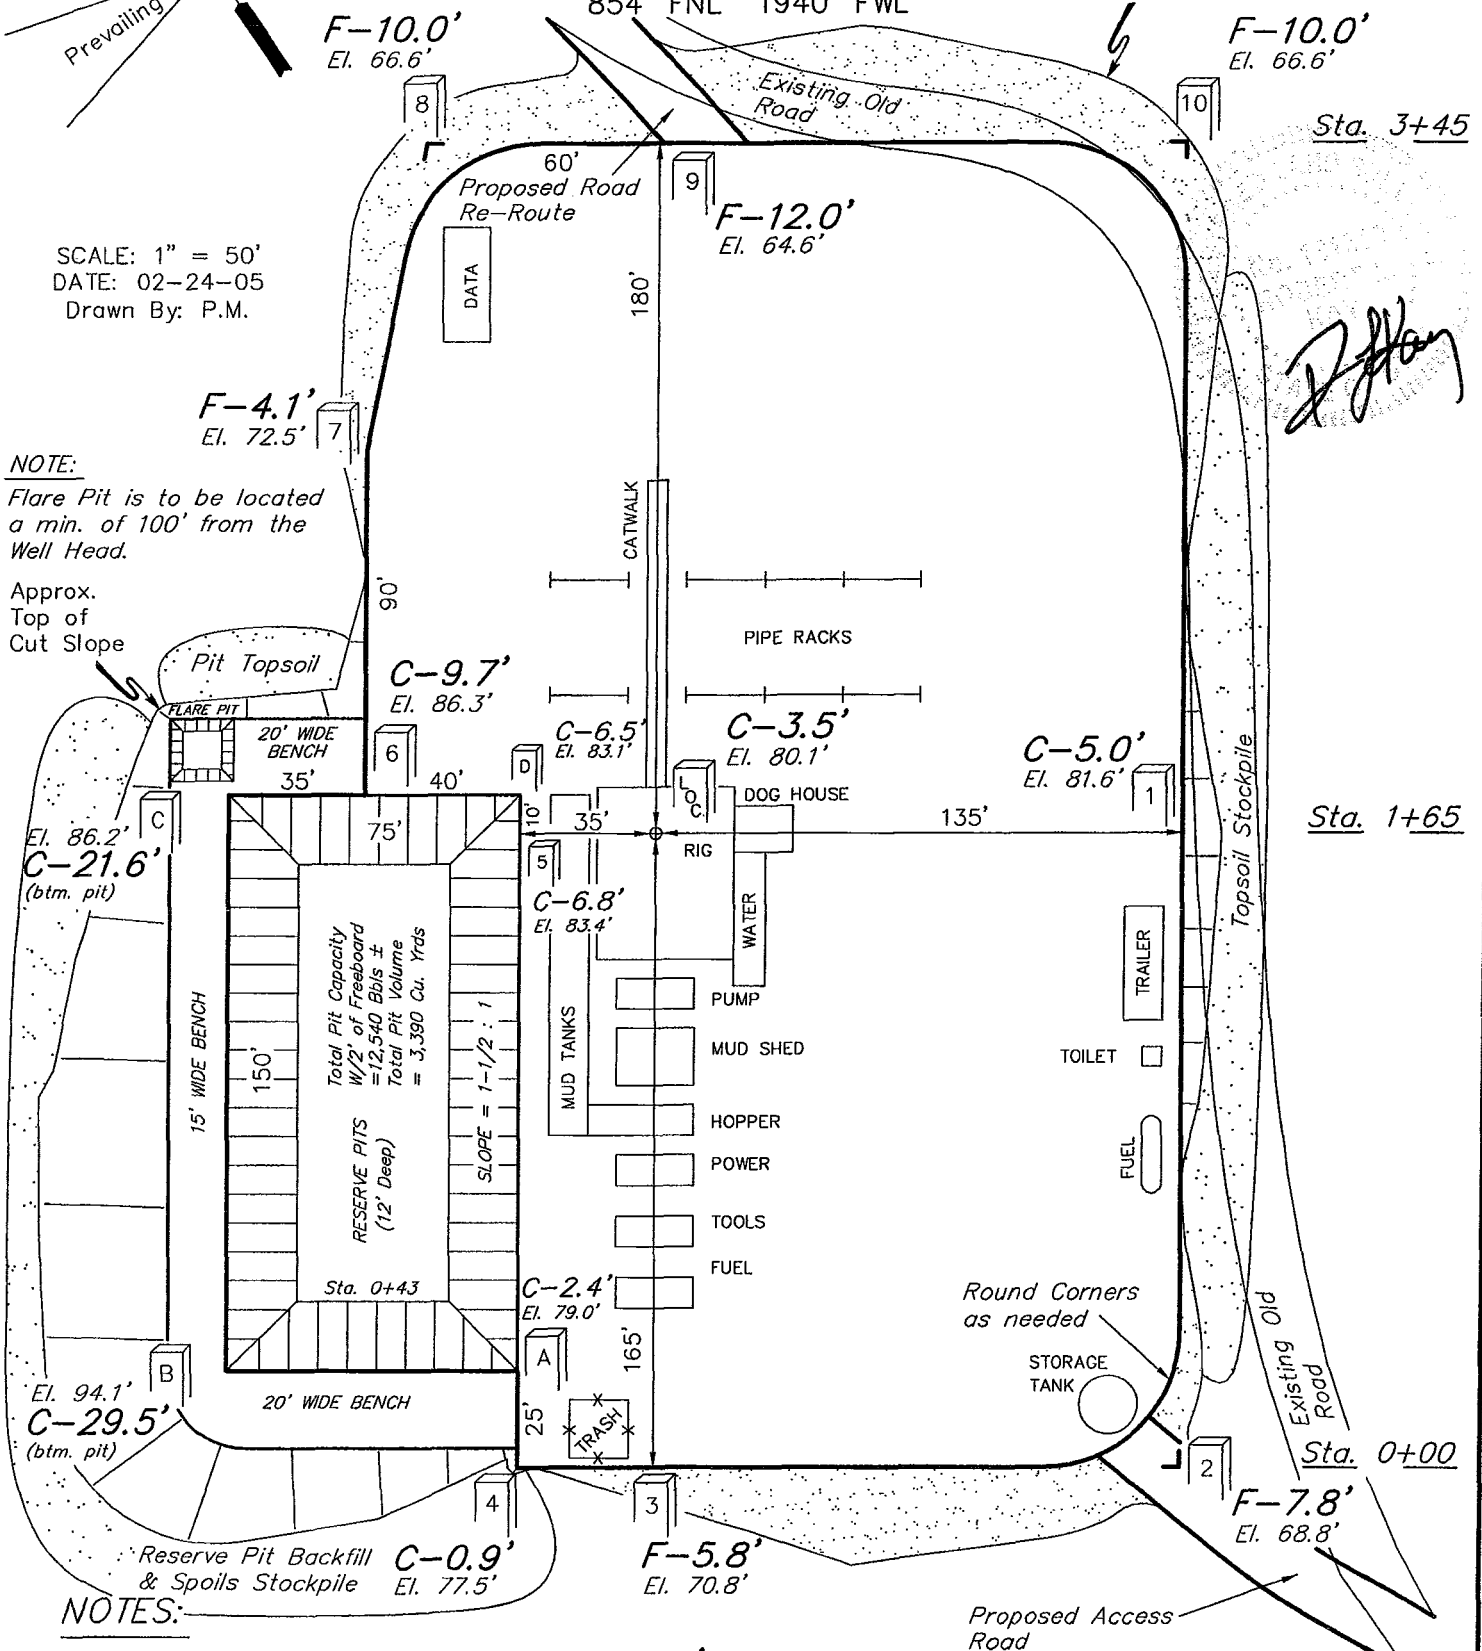 854' FNL 1940' FWL
Prevailing
F-10.0'
El. 66.6'
8
F-10.0'
El. 66.6'
10
Existing Old
Road
Sta. 3+45
60'
Proposed Road
Re-Route
9
F-12.0'
El. 64.6'
SCALE: 1" = 50'
DATE: 02-24-05
Drawn By: P.M.
DATA
180'
F-4.1'
El. 72.5'
7
NOTE:
Flare Pit is to be located
a min. of 100' from the
Well Head.
CATWALK
90'
Approx.
Top of
Cut Slope
PIPE RACKS
Pit Topsoil
C-9.7'
El. 86.3'
6
FLARE PIT
20' WIDE
BENCH
C-6.5'
El. 83.1'
D
C-3.5'
El. 80.1'
LOC.
C-5.0'
El. 81.6'
1
Topsoil Stockpile
35'
40'
10'
DOG HOUSE
C
El. 86.2'
C-21.6'
(btm. pit)
75'
35'
135'
Sta. 1+65
5
RIG
C-6.8'
El. 83.4'
WATER
TRAILER
Total Pit Capacity
W/2' of Freeboard
=12,540 Bbls ±
Total Pit Volume
= 3,390 Cu. Yrds
RESERVE PITS
(12' Deep)
SLOPE = 1-1/2 : 1
15' WIDE BENCH
150'
MUD TANKS
PUMP
MUD SHED
TOILET
HOPPER
POWER
FUEL
TOOLS
FUEL
Sta. 0+43
C-2.4'
El. 79.0'
A
165'
Round Corners
as needed
STORAGE
TANK
Existing Old
Road
B
El. 94.1'
C-29.5'
(btm. pit)
20' WIDE BENCH
25'
TRASH
2
Sta. 0+00
F-7.8'
El. 68.8'
4
3
Reserve Pit Backfill
& Spoils Stockpile
C-0.9'
El. 77.5'
F-5.8'
El. 70.8'
NOTES:
Proposed Access
Road